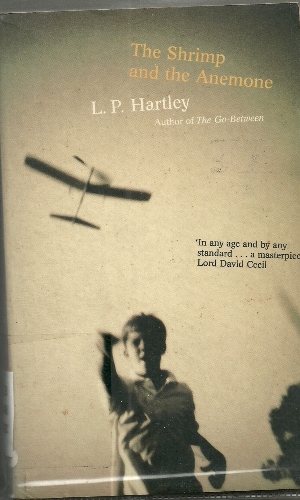 The Shrimp
and the Anemone
L. P. Hartley
Author of The Go-Between
'In any age and by any
standard . . . a masterpiece
Lord David Cecil